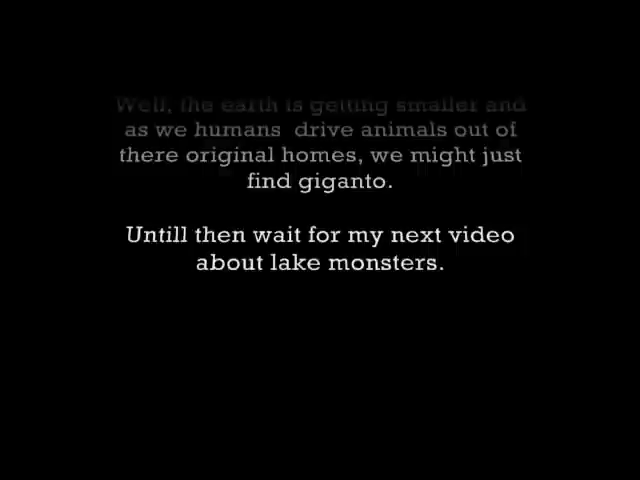 Well, the earth is getting smaller and
as we humans  drive animals out of
there original homes, we might just
find giganto.
Untill then wait for my next video
about lake monsters.